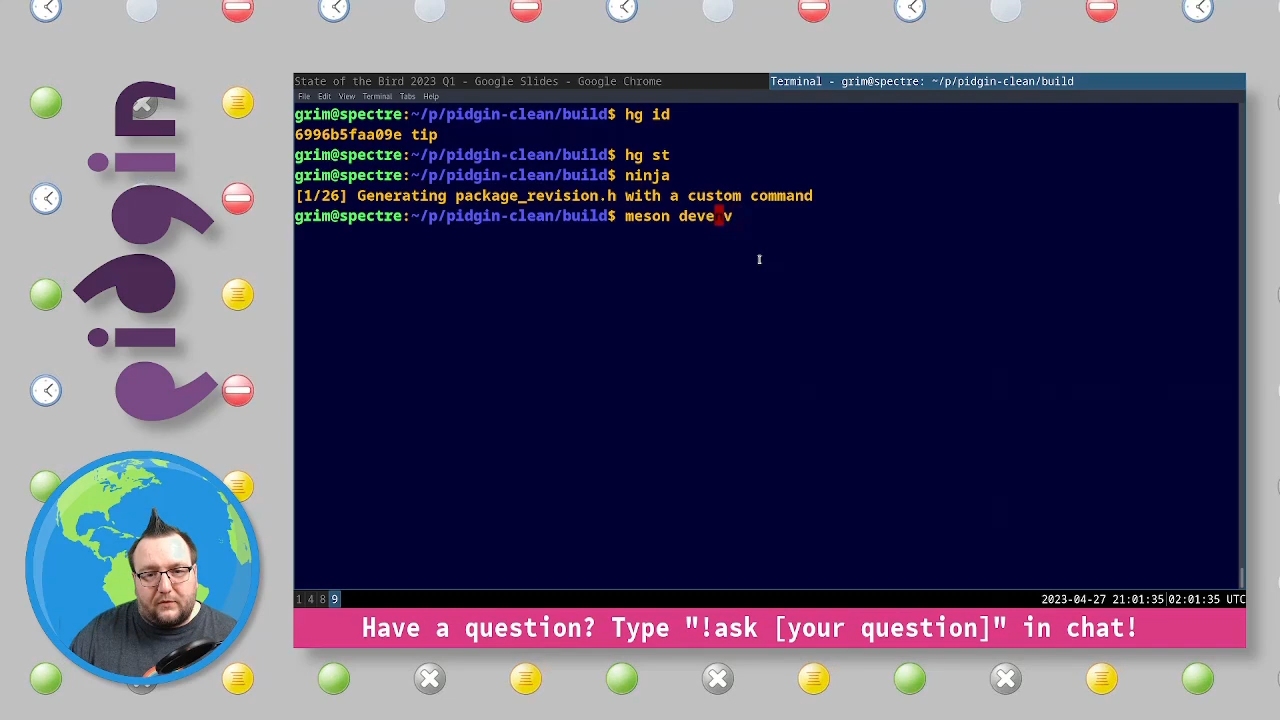 pidgin
State of the Bird 2023 Q1 - Google Slides - Google Chrome
Terminal - grim@spectre: ~/p/pidgin-clean/build
File Edit View Terminal Tabs Help
grim@spectre:~/p/pidgin-clean/build$ hg id
6996b5faa09e tip
grim@spectre:~/p/pidgin-clean/build$ hg st
grim@spectre:~/p/pidgin-clean/build$ ninja
[1/26] Generating package_revision.h with a custom command
grim@spectre:~/p/pidgin-clean/build$ meson deve v
1 4 8 9
2023-04-27 21:01:35|02:01:35 UTC
Have a question? Type "!ask [your question]" in chat!